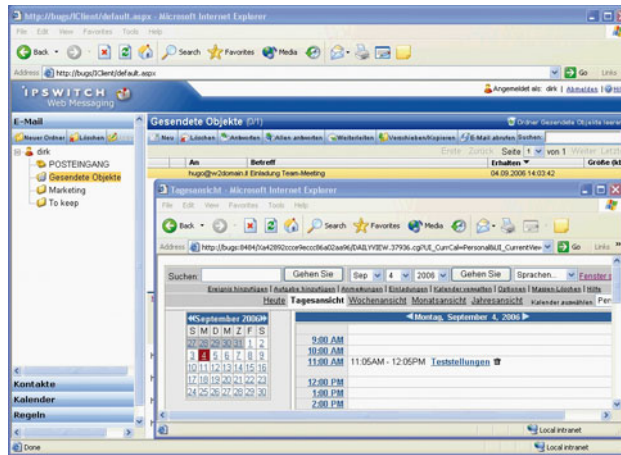 http://bugs/IClient/default.aspx - Microsoft Internet Explorer
File Edit View Favorites Tools Help
Back Search Favorites Media
Address http://bugs/IClient/default.aspx Go Links
IPSWITCH
Web Messaging
Angemeldet als: dirk | Abmelden |
E-Mail
Gesendete Objekte (0/1)
Ordner Gesendete Objekte leeren
Neuer Ordner Löschen
Neu Löschen Antworten Allen antworten Weiterleiten Verschieben/Kopieren E-Mail abrufen Suchen:
Erste Zurück Seite 1 von 1 Weiter
dirk
POSTEINGANG
Gesendete Objekte
Marketing
To keep
An Betreff Erhalten Größe
hugo@w2domain.it Einladung Team-Meeting 04.09.2006 14:03:42
Kontakte
Kalender
Regeln
Tagesansicht - Microsoft Internet Explorer
File Edit View Favorites Tools Help
Back Search Favorites Media
Address Go Links
Suchen: Gehen Sie Sep 4 2006 Gehen Sie Sprachen... Fenster
Ereignis hinzufügen | Aufgabe hinzufügen | Anmerkungen | Einladungen | Kalender verwalten | Optionen | Massen-Löschen | Hilfe
Heute Tagesansicht Wochenansicht Monatsansicht Jahresansicht Kalender auswählen Per
September 2006
S M D M Z F S
27 28 29 30 31 1 2
3 4 5 6 7 8 9
10 11 12 13 14 15 16
17 18 19 20 21 22 23
24 25 26 27 28 29 30
Montag, September 4, 2006
9:00 AM
10:00 AM
11:00 AM 11:05AM - 12:05PM Teststellungen
12:00 PM
1:00 PM
2:00 PM
Local intranet
Done Local intranet